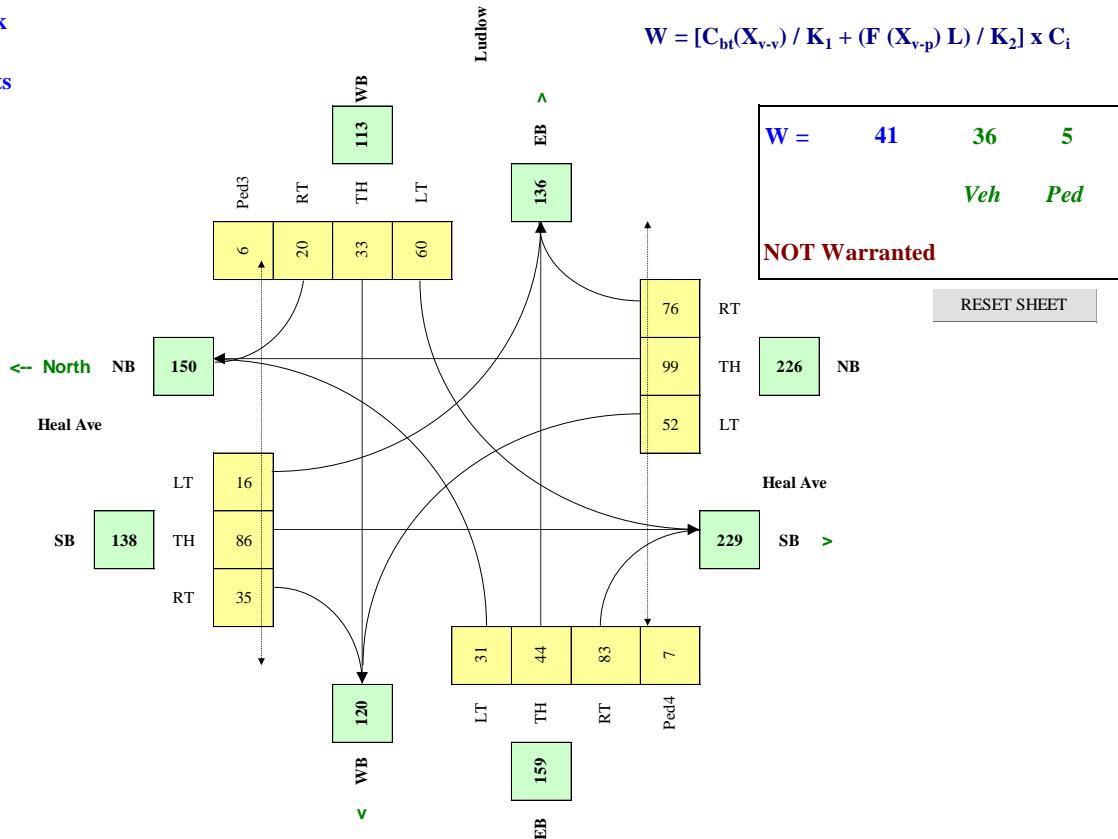 k
ts
Ludlow
W = [Cbt(Xv-v) / K1 + (F (Xv-p) L) / K2] x Ci
W = 41 36 5
Veh Ped
NOT Warranted
RESET SHEET
WB
113
^
EB
136
Ped3 RT TH LT
6 20 33 60
76 RT
99 TH 226 NB
52 LT
<-- North NB 150
Heal Ave
LT 16
SB 138 TH 86
RT 35
Heal Ave
229 SB >
31 44 83 7
LT TH RT Ped4
120
WB
v
159
EB